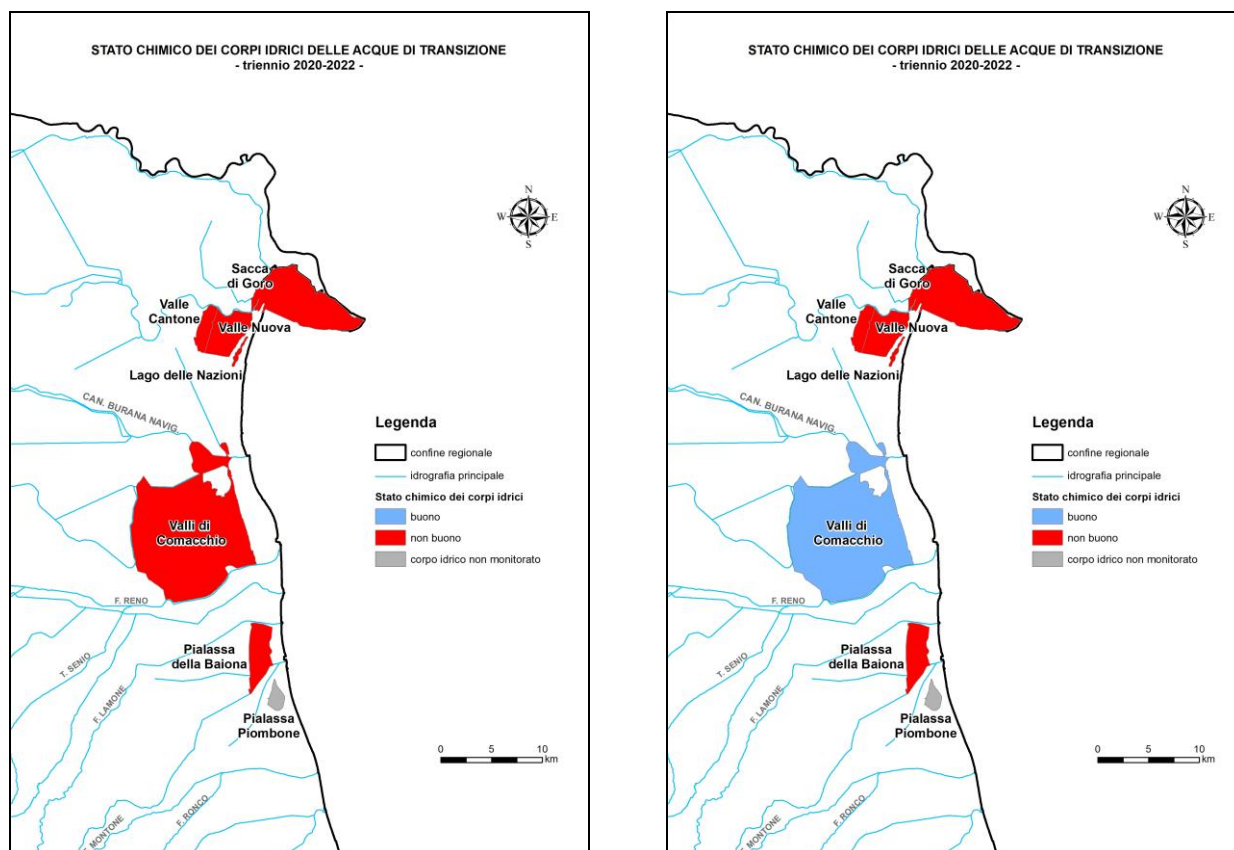 STATO CHIMICO DEI CORPI IDRICI DELLE ACQUE DI TRANSIZIONE
- triennio 2020-2022 -
N
W
E
S
Sacca
di Goro
Valle
Cantone
Valle Nuova
Lago delle Nazioni
CAN. BURANA NAVIG
Legenda
confine regionale
idrografia principale
Stato chimico dei corpi idrici
buono
non buono
corpo idrico non monitorato
Valli di
Comacchio
F. RENO
T. SENIO
F. LAMONE
Pialassa
della Baiona
Pialassa
Piombone
0 5 10
km
F. MONTONE
F. RONCO
STATO CHIMICO DEI CORPI IDRICI DELLE ACQUE DI TRANSIZIONE
- triennio 2020-2022 -
N
W
E
S
Sacca
di Goro
Valle
Cantone
Valle Nuova
Lago delle Nazioni
CAN. BURANA NAVIG
Legenda
confine regionale
idrografia principale
Stato chimico dei corpi idrici
buono
non buono
corpo idrico non monitorato
Valli di
Comacchio
F. RENO
T. SENIO
F. LAMONE
Pialassa
della Baiona
Pialassa
Piombone
0 5 10
km
F. MONTONE
F. RONCO